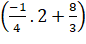 (-1/4 . 2 + 8/3)